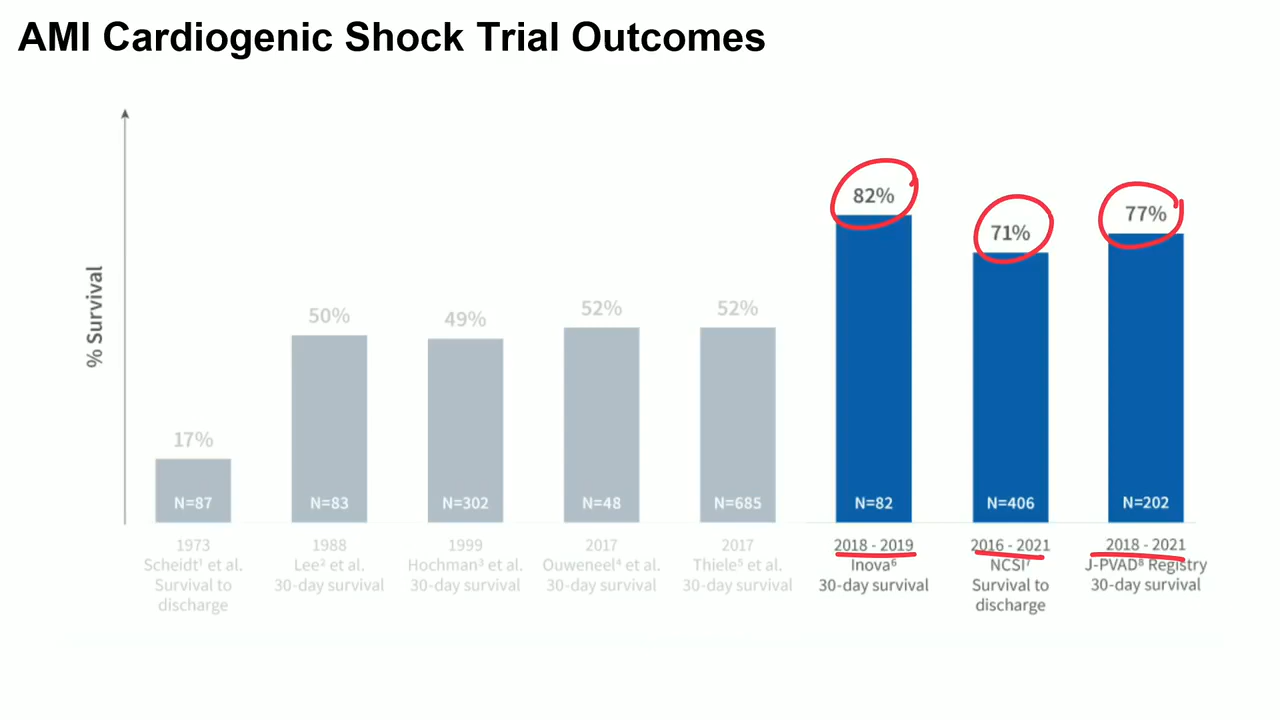 AMI Cardiogenic Shock Trial Outcomes
% Survival
17%
50%
49%
52%
52%
82%
71%
77%
N=87
N=83
N=302
N=48
N=685
N=82
N=406
N=202
1973
Scheidt¹ et al.
Survival to
discharge
1988
Lee² et al.
30-day survival
1999
Hochman³ et al.
30-day survival
2017
Ouweneel⁴ et al.
30-day survival
2017
Thiele⁵ et al.
30-day survival
2018 - 2019
Inova⁶
30-day survival
2016 - 2021
NCSI⁷
Survival to
discharge
2018 - 2021
J-PVAD⁸ Registry
30-day survival